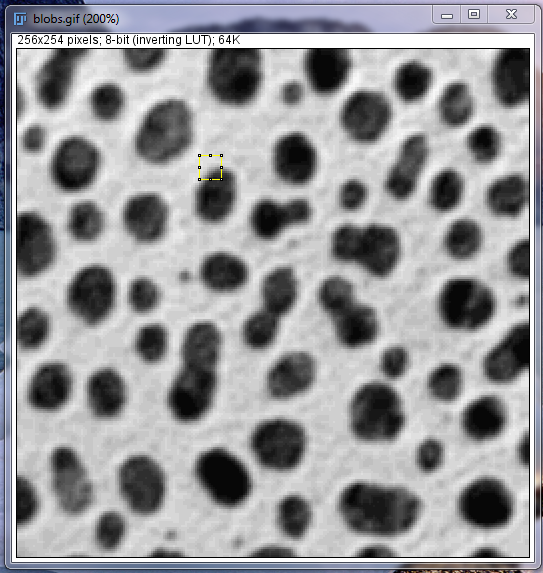 blobs.gif (200%)
256x254 pixels; 8-bit (inverting LUT); 64K